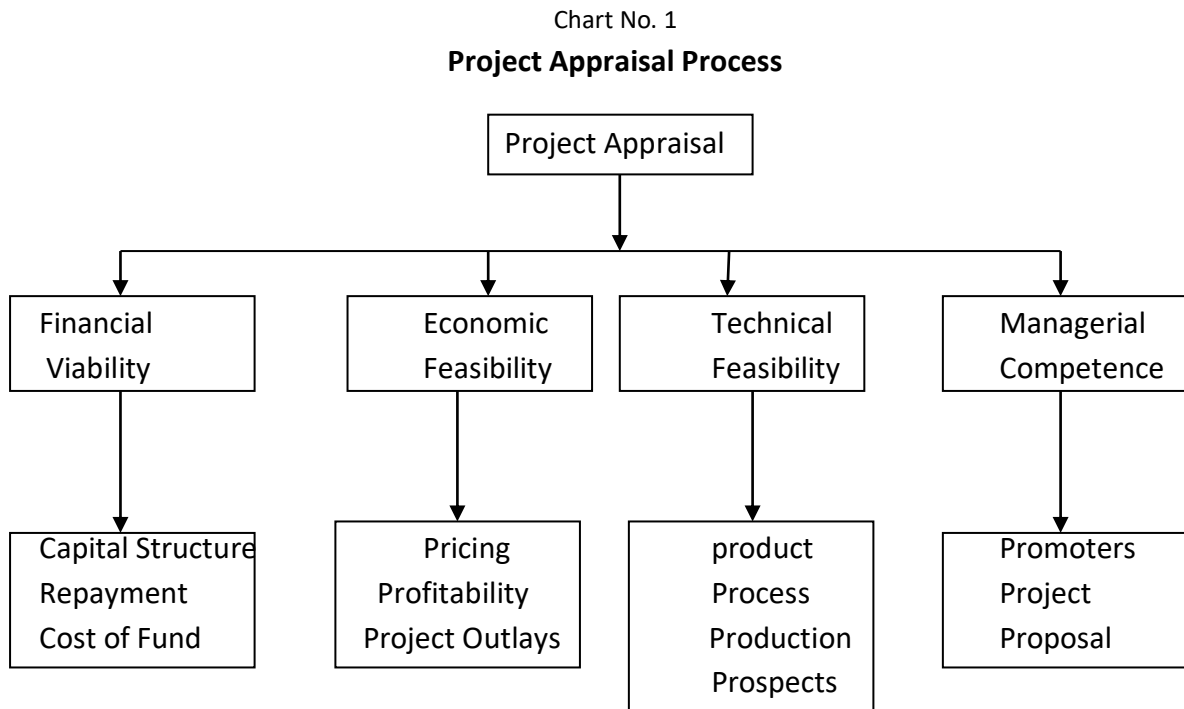 Chart No. 1
Project Appraisal Process
Project Appraisal
Financial
Viability
Economic
Feasibility
Technical
Feasibility
Managerial
Competence
Capital Structure
Repayment
Cost of Fund
Pricing
Profitability
Project Outlays
product
Process
Production
Prospects
Promoters
Project
Proposal